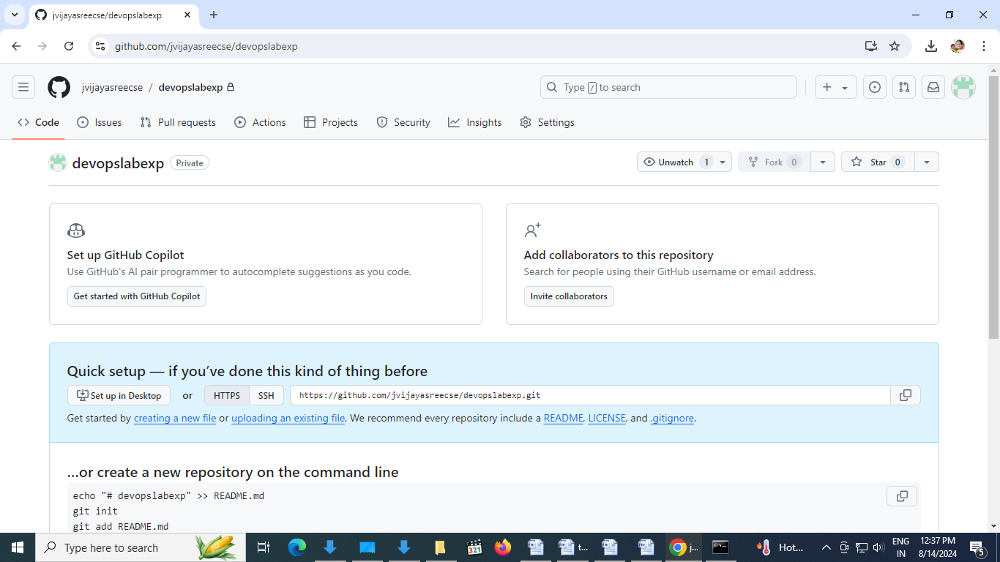 jvijayasreecse/devopslabexp
github.com/jvijayasreecse/devopslabexp
jvijayasreecse / devopslabexp
Type / to search
Code Issues Pull requests Actions Projects Security Insights Settings
devopslabexp Private
Unwatch 1 Fork 0 Star 0
Set up GitHub Copilot
Use GitHub's AI pair programmer to autocomplete suggestions as you code.
Get started with GitHub Copilot
Add collaborators to this repository
Search for people using their GitHub username or email address.
Invite collaborators
Quick setup — if you’ve done this kind of thing before
Set up in Desktop or HTTPS SSH https://github.com/jvijayasreecse/devopslabexp.git
Get started by creating a new file or uploading an existing file. We recommend every repository include a README, LICENSE, and .gitignore.
…or create a new repository on the command line
echo "# devopslabexp" >> README.md
git init
git add README.md
Type here to search
321
t...
j...
Hot...
ENG
IN
12:37 PM
8/14/2024
5